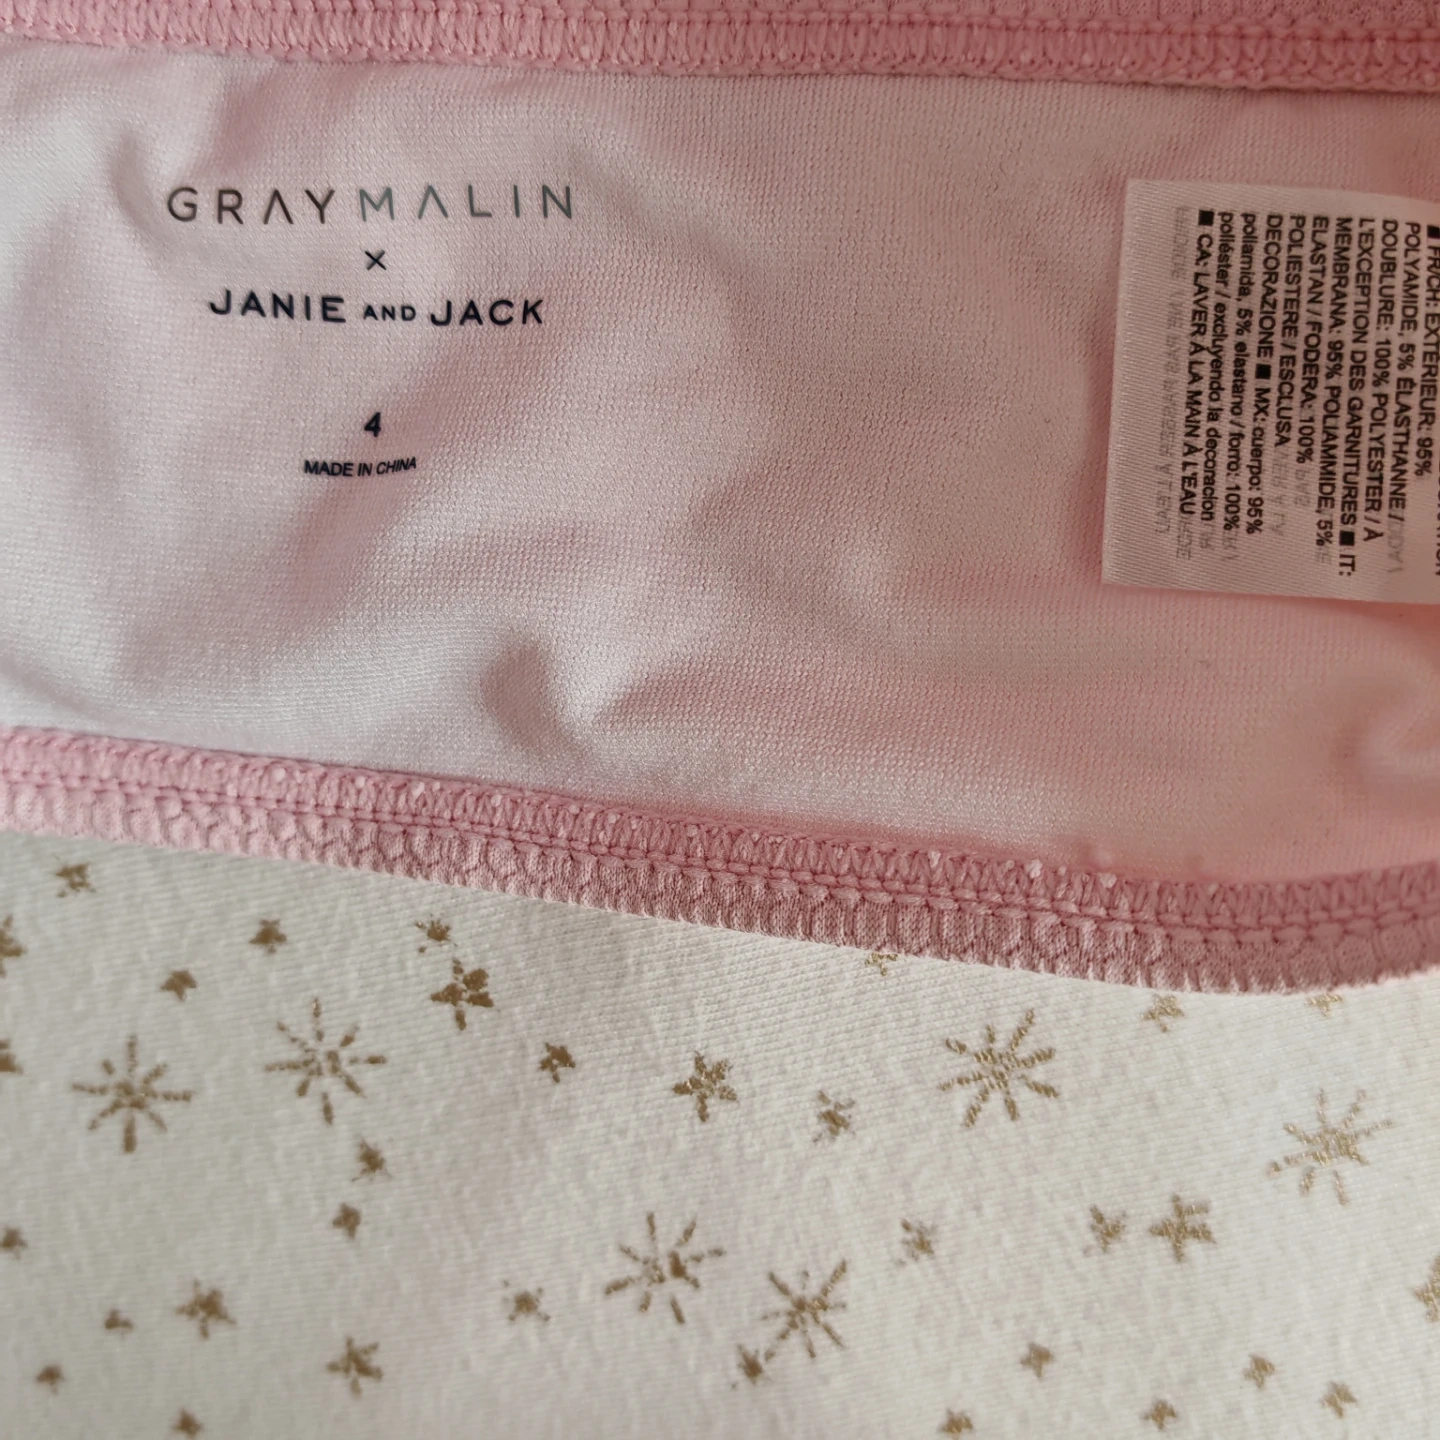 GRAYMALIN
×
JANIE AND JACK
4
MADE IN CHINA
■ FR/CH: EXTÉRIEUR: 95%
POLYAMIDE, 5% ÉLASTHANNE /
DOUBLURE: 100% POLYESTER / À
L'EXCEPTION DES GARNITURES ■ IT:
MEMBRANA: 95% POLIAMMIDE, 5%
ELASTAN / FODERA: 100%
POLIESTERE / ESCLUSA
DECORAZIONE ■ MX: cuerpo: 95%
poliamida, 5% elastano / forro: 100%
poliéster / excluyendo la decoracion
■ CA: LAVER À LA MAIN À L'EAU